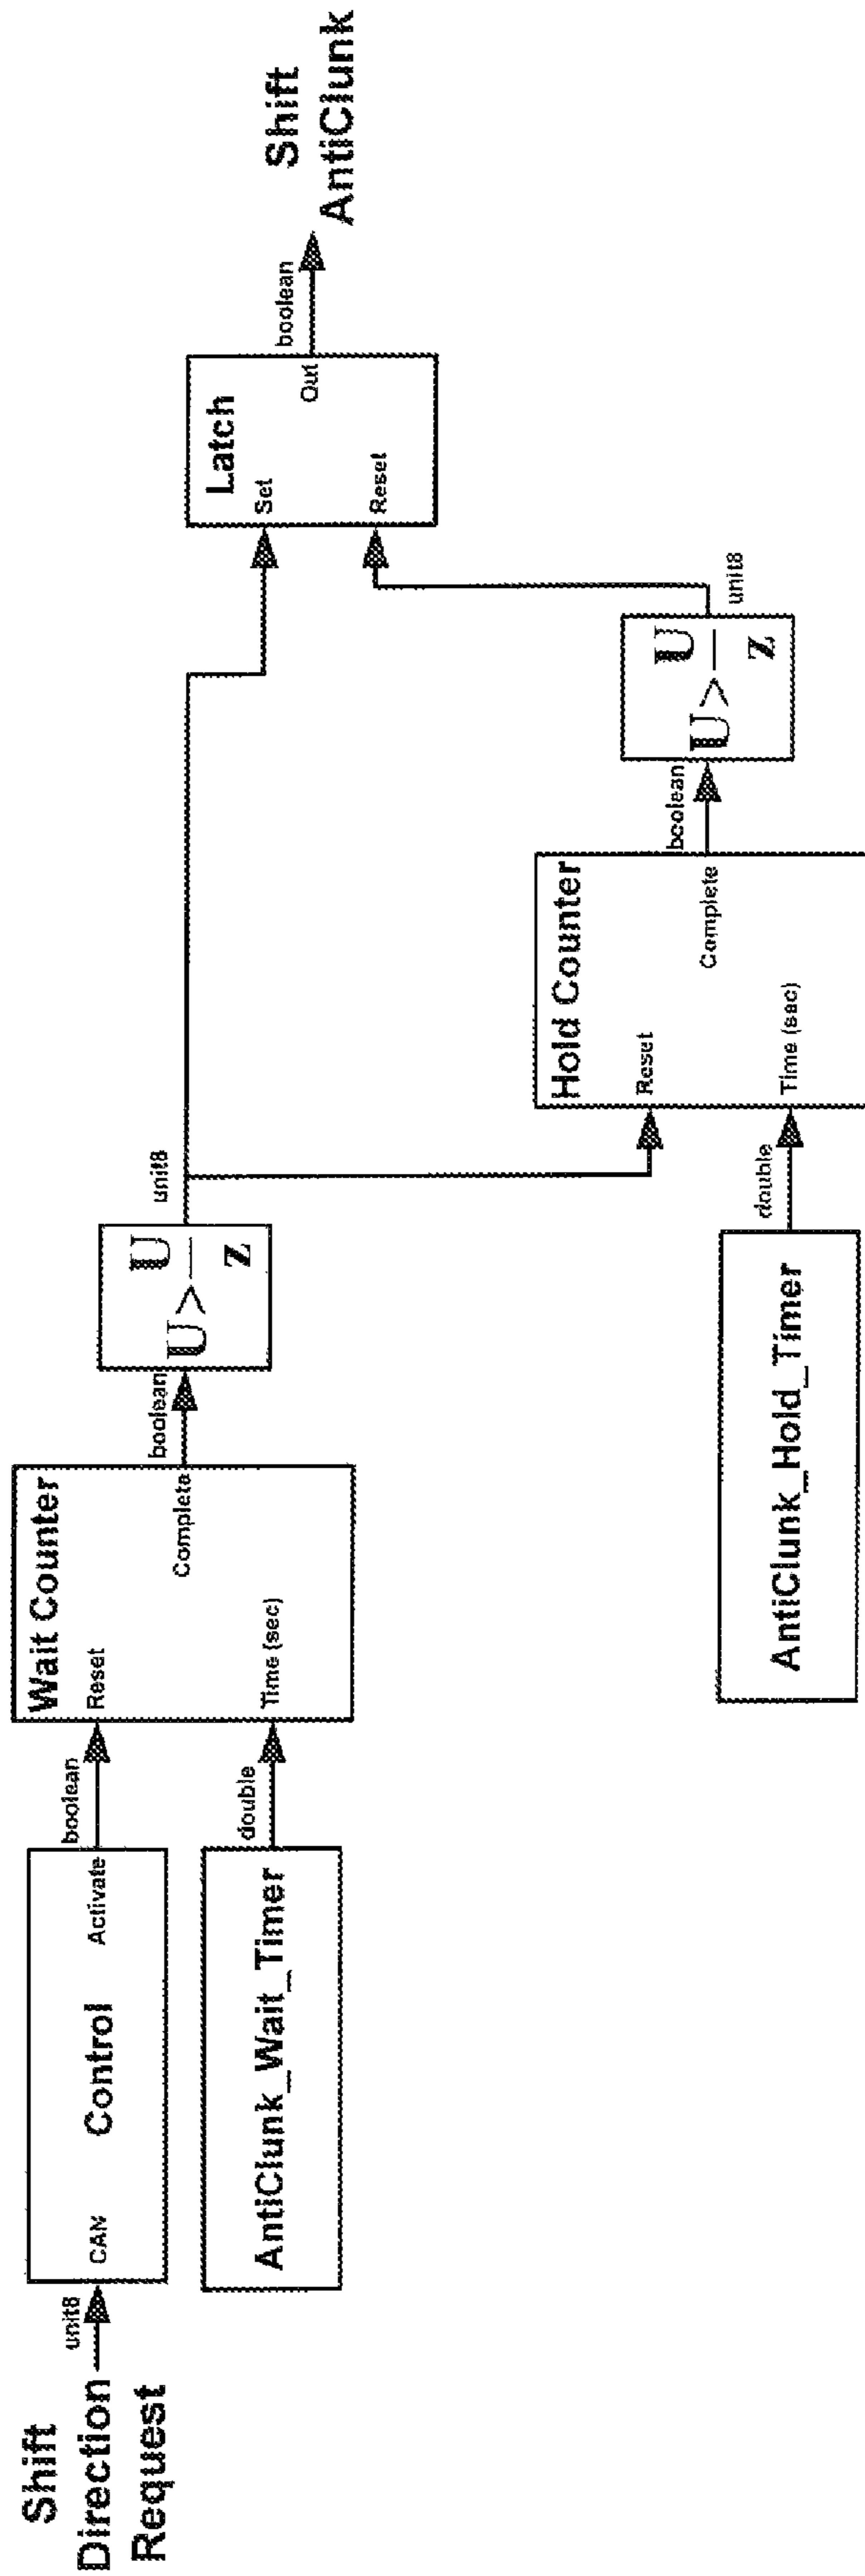 Shift
Direction
Request
unit8
CAM
Control
Activate
boolean
AntiClunk_Wait_Timer
double
Wait Counter
Reset
Time (sec)
Complete
boolean
U>U
z
unit8
AntiClunk_Hold_Timer
double
Hold Counter
Reset
Time (sec)
Complete
boolean
U>U
z
unit8
Latch
Set
Reset
Out
boolean
Shift
AntiClunk